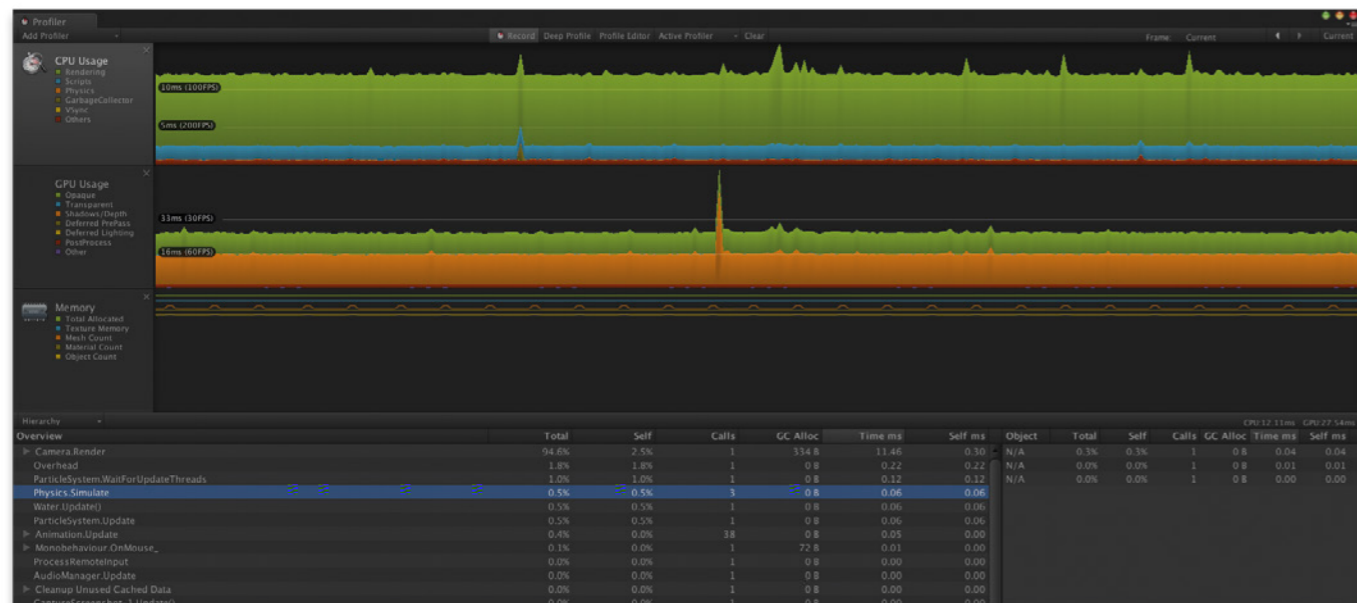 Profiler
Add Profiler Record Deep Profile Profile Editor Active Profiler Clear Frame: Current Current
CPU Usage
Rendering
Scripts
Physics
GarbageCollector
VSync
Others
10ms (100FPS)
5ms (200FPS)
GPU Usage
Opaque
Transparent
Shadows/Depth
Deferred PrePass
Deferred Lighting
PostProcess
Other
33ms (30FPS)
16ms (60FPS)
Memory
Total Allocated
Texture Memory
Mesh Count
Material Count
Object Count
Hierarchy CPU:12.11ms GPU:27.54ms
Overview Total Self Calls GC Alloc Time ms Self ms Object Total Self Calls GC Alloc Time ms Self ms
Camera.Render 94.6% 2.5% 1 334 B 11.46 0.30 N/A 0.3% 0.3% 1 0 B 0.04 0.04
Overhead 1.8% 1.8% 1 0 B 0.22 0.22 N/A 0.0% 0.0% 1 0 B 0.01 0.01
ParticleSystem.WaitForUpdateThreads 1.0% 1.0% 1 0 B 0.12 0.12 N/A 0.0% 0.0% 1 0 B 0.00 0.00
Physics.Simulate 0.5% 0.5% 3 0 B 0.06 0.06
Water.Update() 0.5% 0.5% 1 0 B 0.06 0.06
ParticleSystem.Update 0.5% 0.5% 1 0 B 0.06 0.06
Animation.Update 0.4% 0.0% 38 0 B 0.05 0.00
Monobehaviour.OnMouse_ 0.1% 0.0% 1 72 B 0.01 0.00
ProcessRemoteInput 0.0% 0.0% 1 0 B 0.00 0.00
AudioManager.Update 0.0% 0.0% 1 0 B 0.00 0.00
Cleanup Unused Cached Data 0.0% 0.0% 1 0 B 0.00 0.00